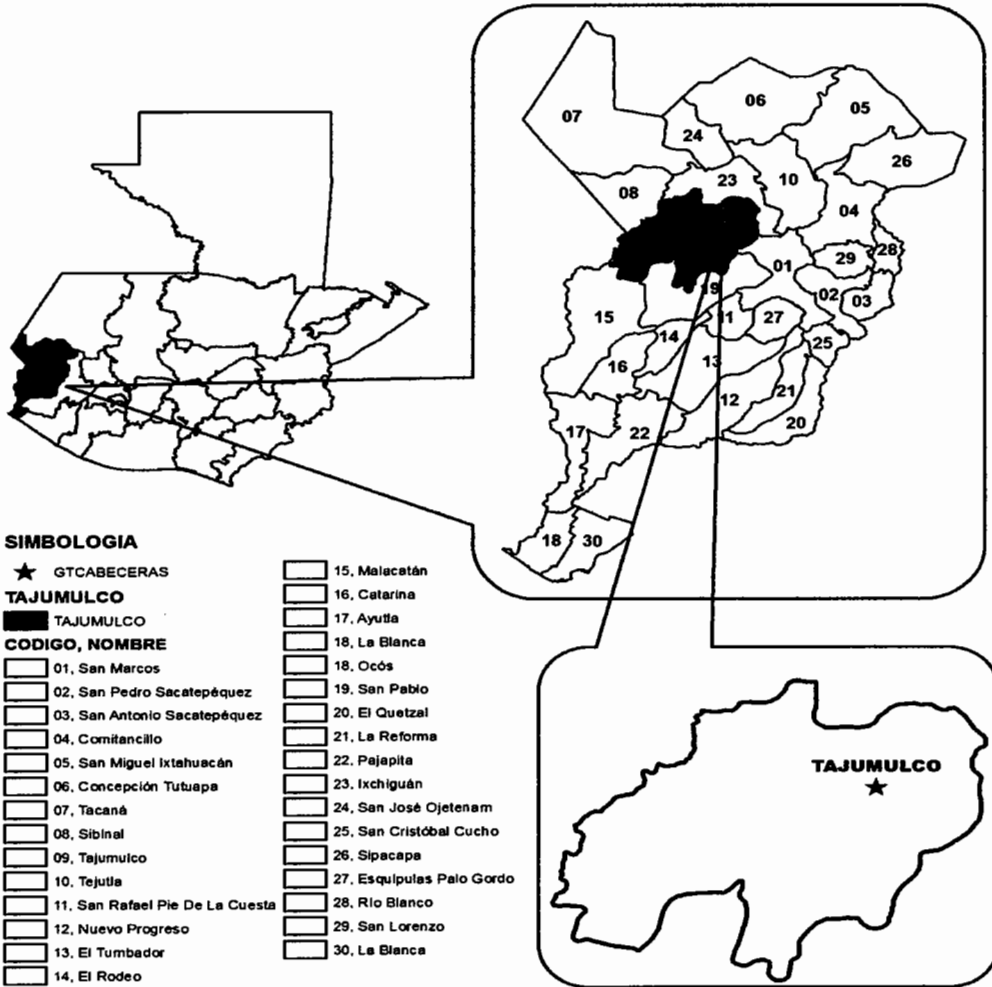 07
06
05
24
26
08
23
10
04
29
28
01
02
03
19
15
11
27
14
25
13
16
12
21
20
17
22
18
30
SIMBOLOGIA
GTCABECERAS
TAJUMULCO
TAJUMULCO
CODIGO, NOMBRE
01, San Marcos
02, San Pedro Sacatepéquez
03, San Antonio Sacatepéquez
04, Comitancillo
05, San Miguel Ixtahuacán
06, Concepción Tutuapa
07, Tacaná
08, Sibinal
09, Tajumulco
10, Tejutla
11, San Rafael Pie De La Cuesta
12, Nuevo Progreso
13, El Tumbador
14, El Rodeo
15, Malacatán
16, Catarina
17, Ayutla
18, La Blanca
18, Ocós
19, San Pablo
20, El Quetzal
21, La Reforma
22, Pajapita
23, Ixchiguán
24, San José Ojetenam
25, San Cristóbal Cucho
26, Sipacapa
27, Esquipulas Palo Gordo
28, Río Blanco
29, San Lorenzo
30, La Blanca
TAJUMULCO